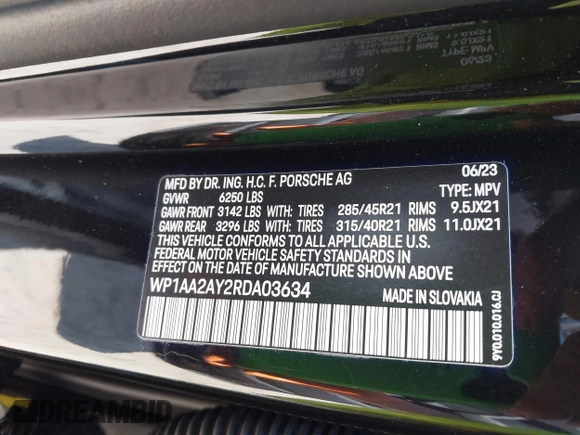 MFD BY DR. ING. H.C. F. PORSCHE AG 06/23
GVWR 6250 LBS TYPE: MPV
GAWR FRONT 3142 LBS WITH: TIRES 285/45R21 RIMS 9.5JX21
GAWR REAR 3296 LBS WITH: TIRES 315/40R21 RIMS 11.0JX21
THIS VEHICLE CONFORMS TO ALL APPLICABLE U.S.
FEDERAL MOTOR VEHICLE SAFETY STANDARDS IN
EFFECT ON THE DATE OF MANUFACTURE SHOWN ABOVE.
WP1AA2AY2RDA03634 MADE IN SLOVAKIA
9Y0.010.016.CJ
DREAMBID